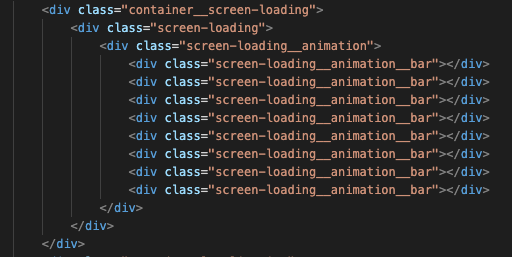 <div class="container__screen-loading">
<div class="screen-loading">
<div class="screen-loading__animation">
<div class="screen-loading__animation__bar"></div>
<div class="screen-loading__animation__bar"></div>
<div class="screen-loading__animation__bar"></div>
<div class="screen-loading__animation__bar"></div>
<div class="screen-loading__animation__bar"></div>
<div class="screen-loading__animation__bar"></div>
<div class="screen-loading__animation__bar"></div>
<div class="screen-loading__animation__bar"></div>
</div>
</div>
</div>